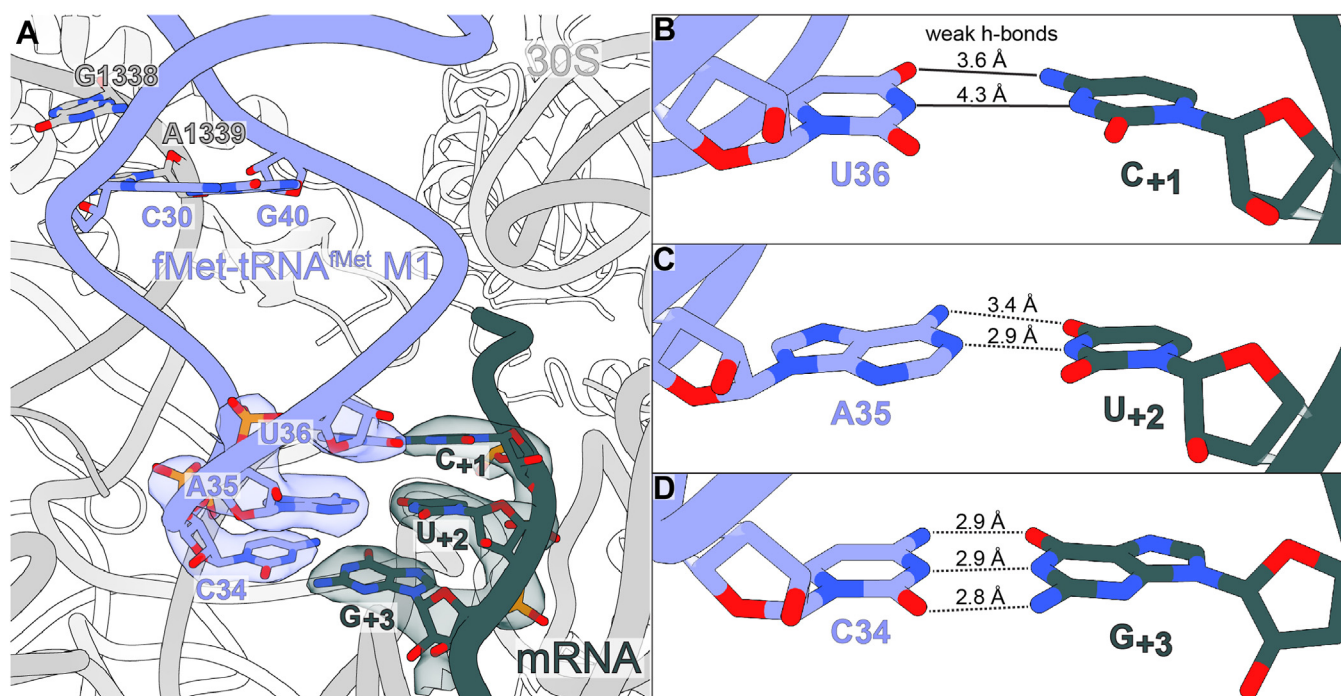 A
G1338
30S
A1339
C30
G40
fMet-tRNAfMet M1
U36
C+1
A35
U+2
C34
G+3
mRNA
B
weak h-bonds
3.6 Å
4.3 Å
U36
C+1
C
3.4 Å
2.9 Å
A35
U+2
D
2.9 Å
2.9 Å
2.8 Å
C34
G+3